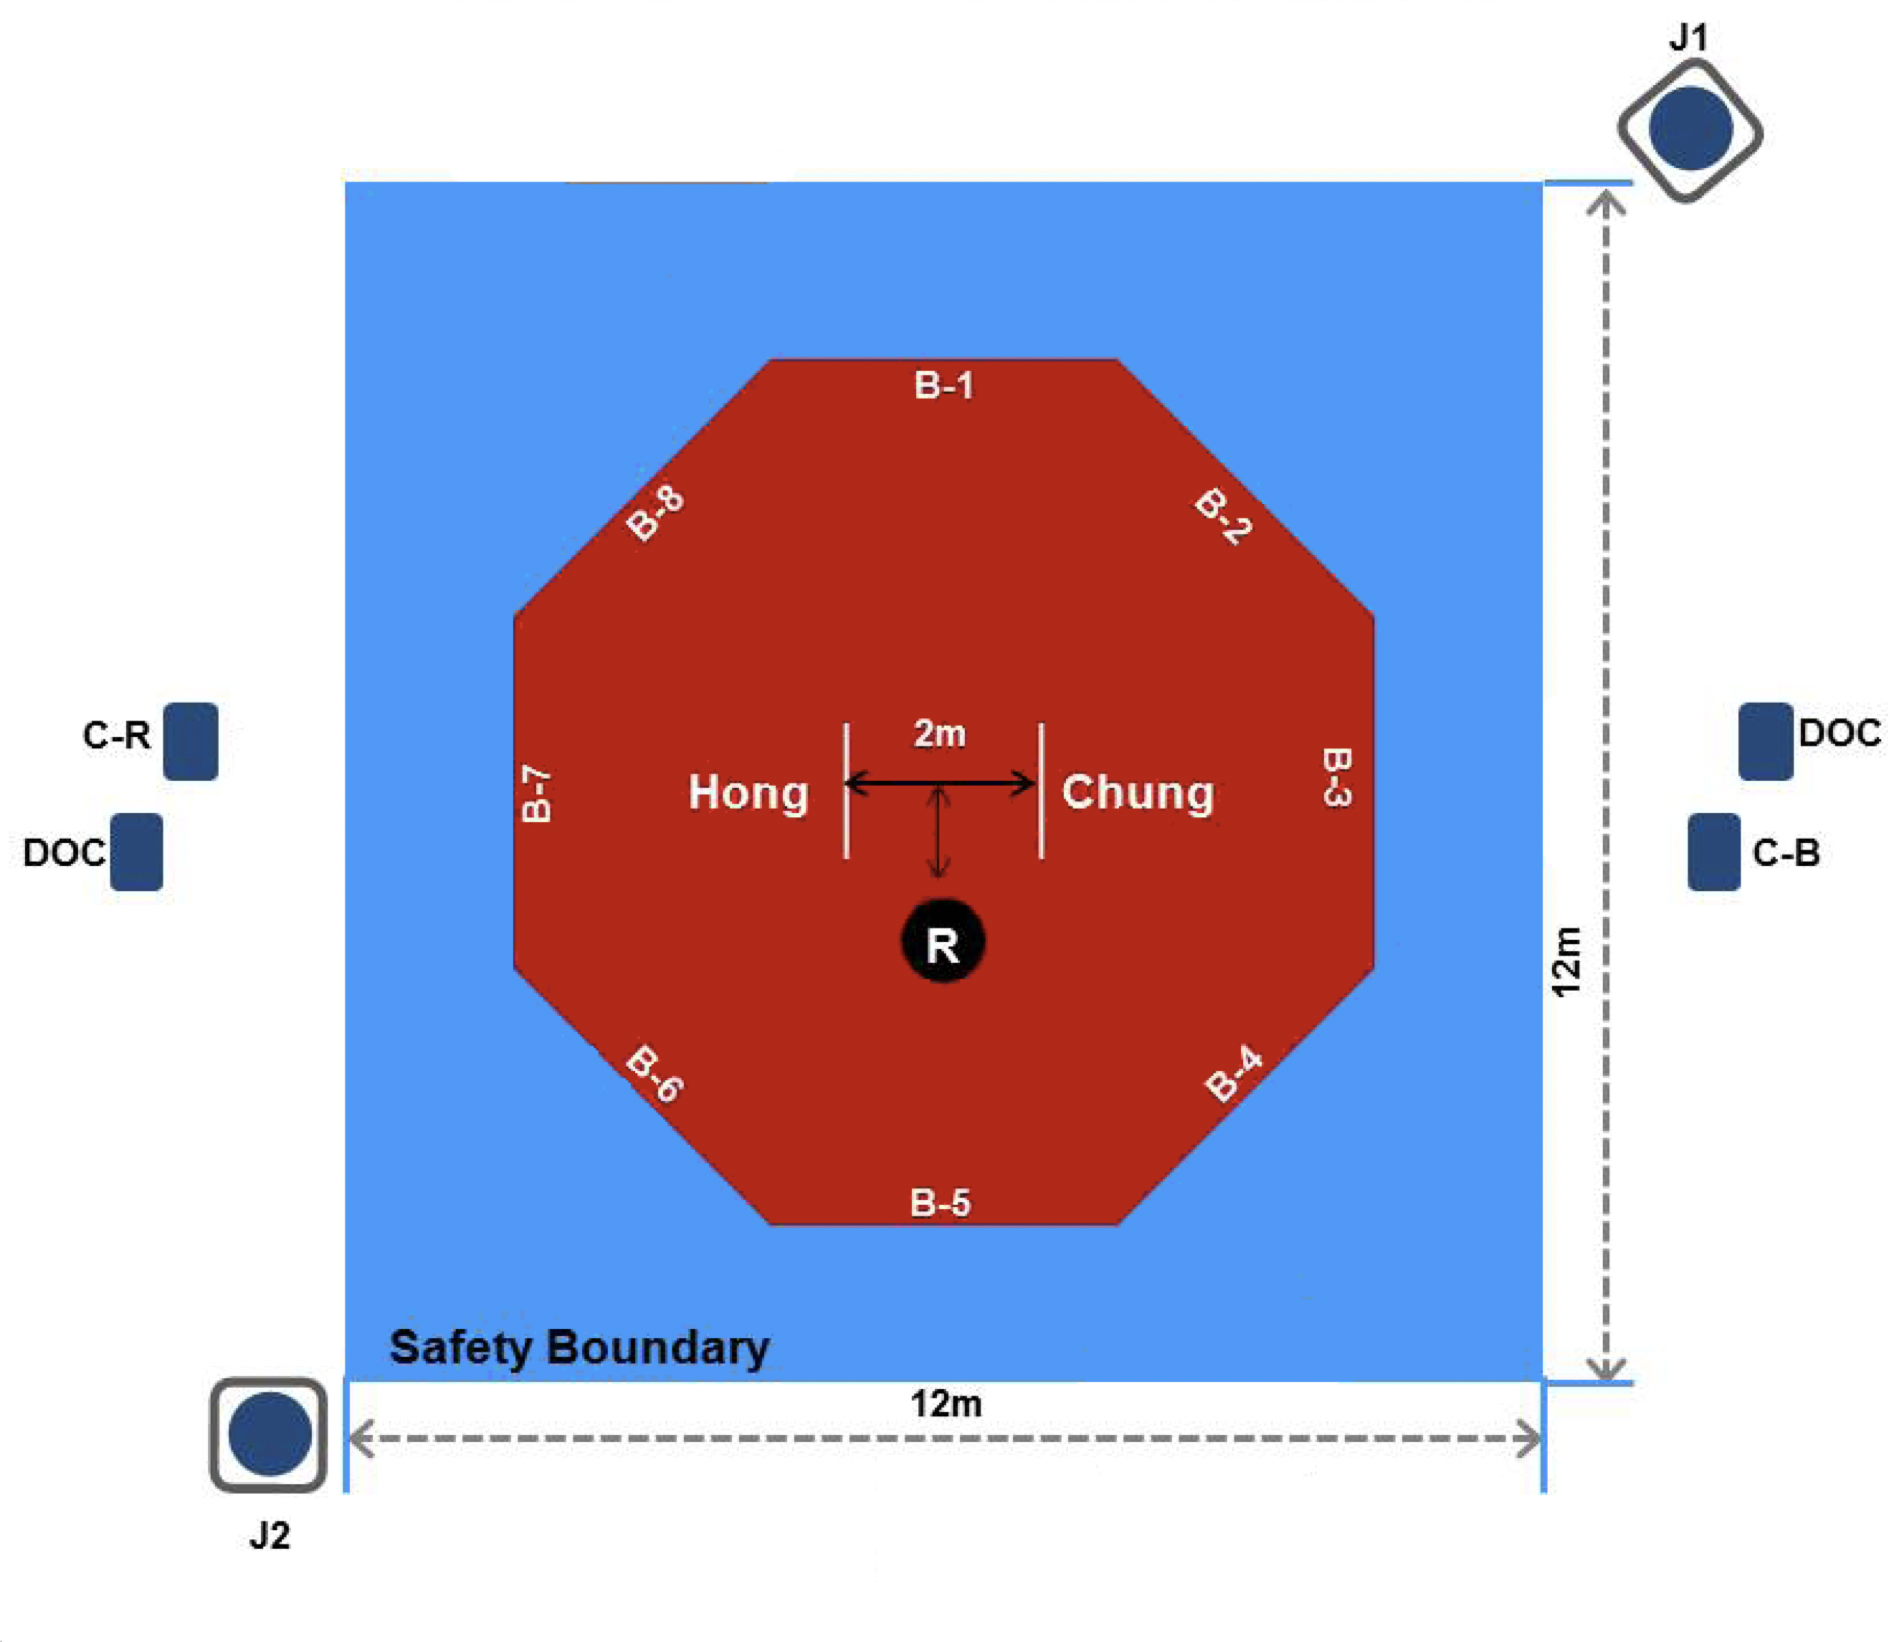 J1
B-1
B-8
B-2
C-R
2m
DOC
B-7
Hong
Chung
B-3
DOC
C-B
R
12m
B-6
B-4
B-5
Safety Boundary
12m
J2